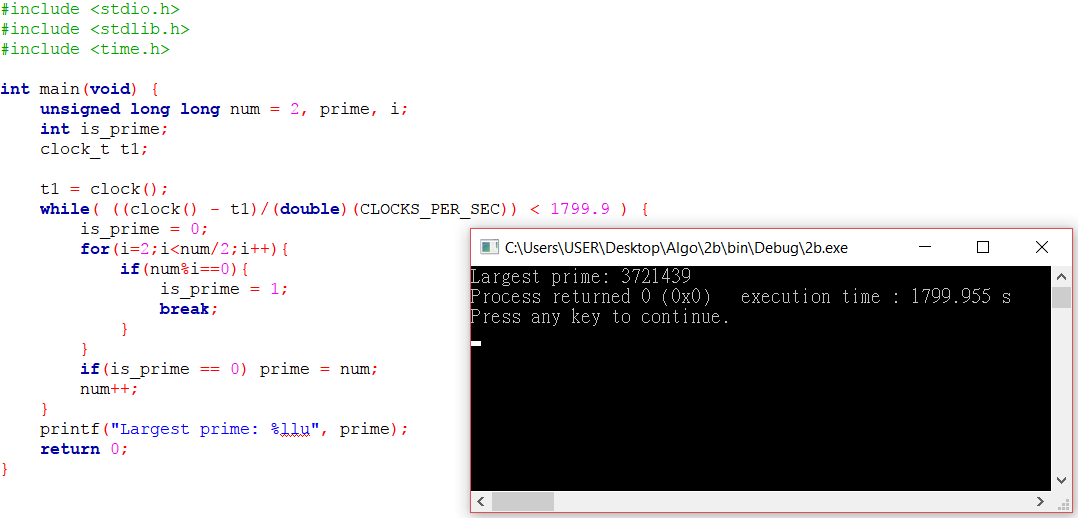 #include <stdio.h>
#include <stdlib.h>
#include <time.h>
int main(void) {
    unsigned long long num = 2, prime, i;
    int is_prime;
    clock_t t1;
    t1 = clock();
    while( ((clock() - t1)/(double)(CLOCKS_PER_SEC)) < 1799.9 ) {
        is_prime = 0;
        for(i=2;i<num/2;i++){
            if(num%i==0){
                is_prime = 1;
                break;
            }
        }
        if(is_prime == 0) prime = num;
        num++;
    }
    printf("Largest prime: %llu", prime);
    return 0;
}
C:\Users\USER\Desktop\Algo\2b\bin\Debug\2b.exe
Largest prime: 3721439
Process returned 0 (0x0)   execution time : 1799.955 s
Press any key to continue.